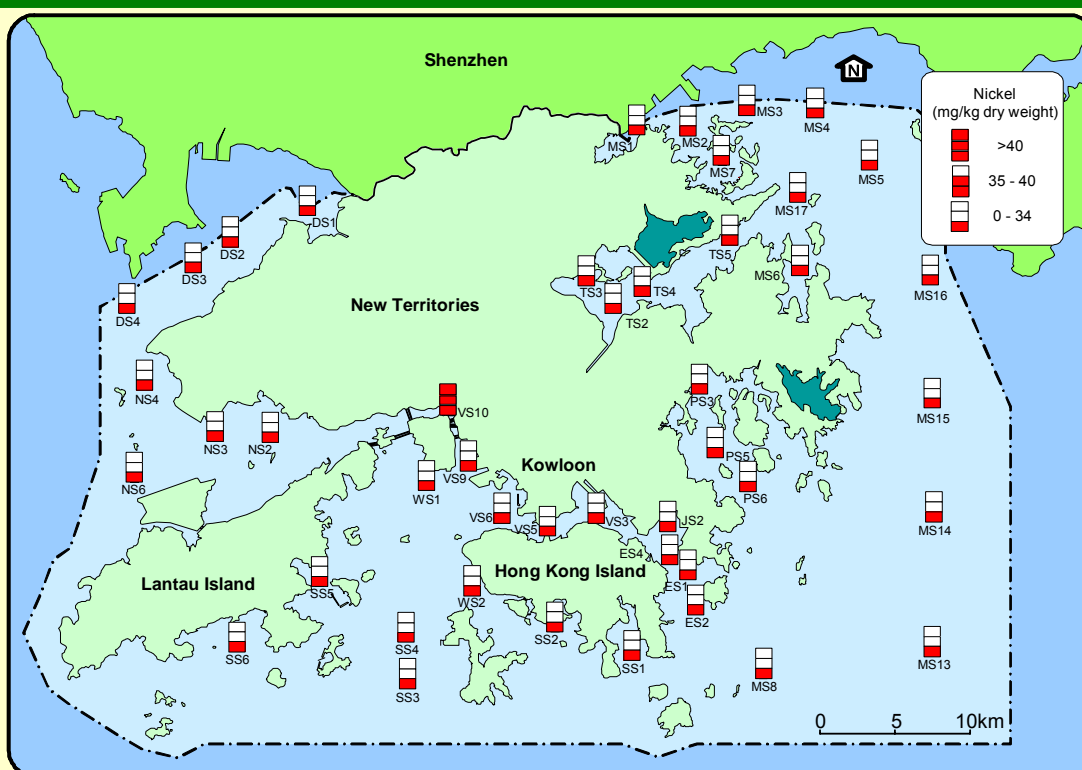 Shenzhen
N
Nickel
(mg/kg dry weight)
>40
35 - 40
0 - 34
MS3
MS4
MS1
MS2
MS7
MS5
MS17
DS1
DS2
DS3
DS4
TS5
MS6
TS3
TS4
TS2
MS16
New Territories
NS4
VS10
PS3
MS15
NS3
NS2
PS5
VS9
Kowloon
NS6
WS1
PS6
VS6
VS5
VS3
JS2
MS14
ES4
Lantau Island
SS5
Hong Kong Island
ES1
WS2
ES2
SS2
SS4
SS6
SS1
MS13
SS3
MS8
0 5 10km